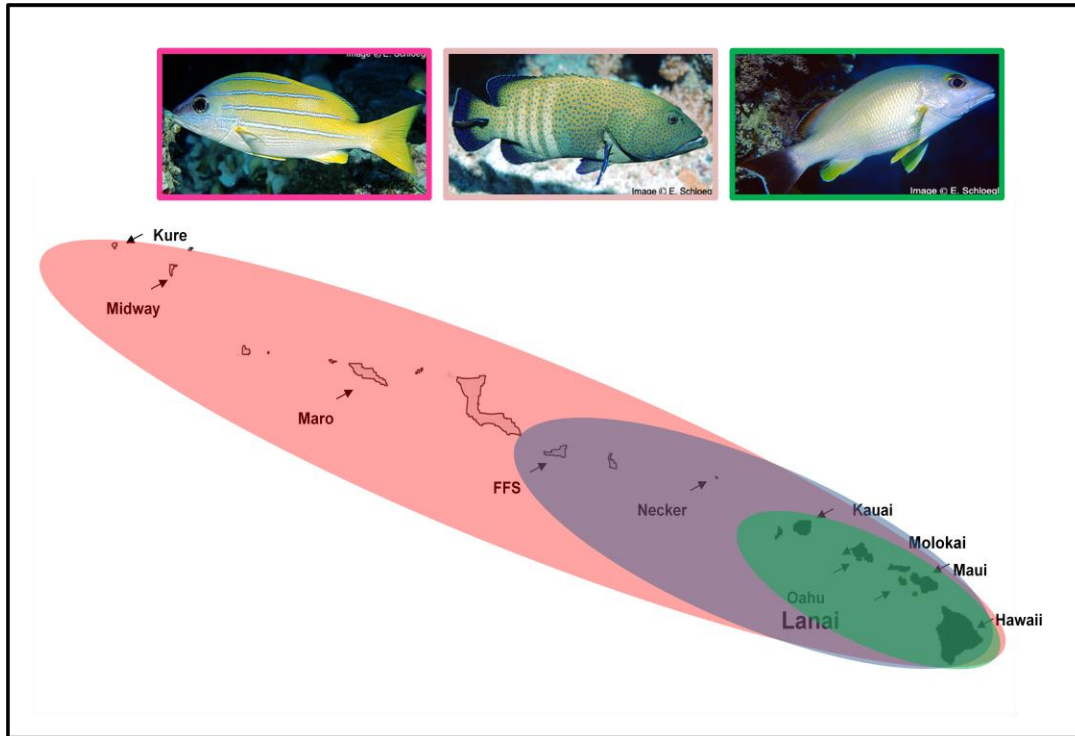 Image © E. Schloegl
Image © E. Schloegl
Image © E. Schloegl
Kure
Midway
Maro
FFS
Necker
Kauai
Molokai
Maui
Oahu
Lanai
Hawaii